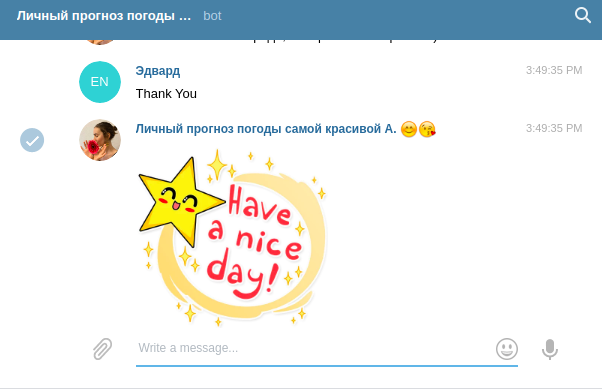 Личный прогноз погоды ... bot
EN
Эдвард 3:49:35 PM
Thank You
Личный прогноз погоды самой красивой А. 😊😘 3:49:35 PM
Have
a nice
day!
Write a message...